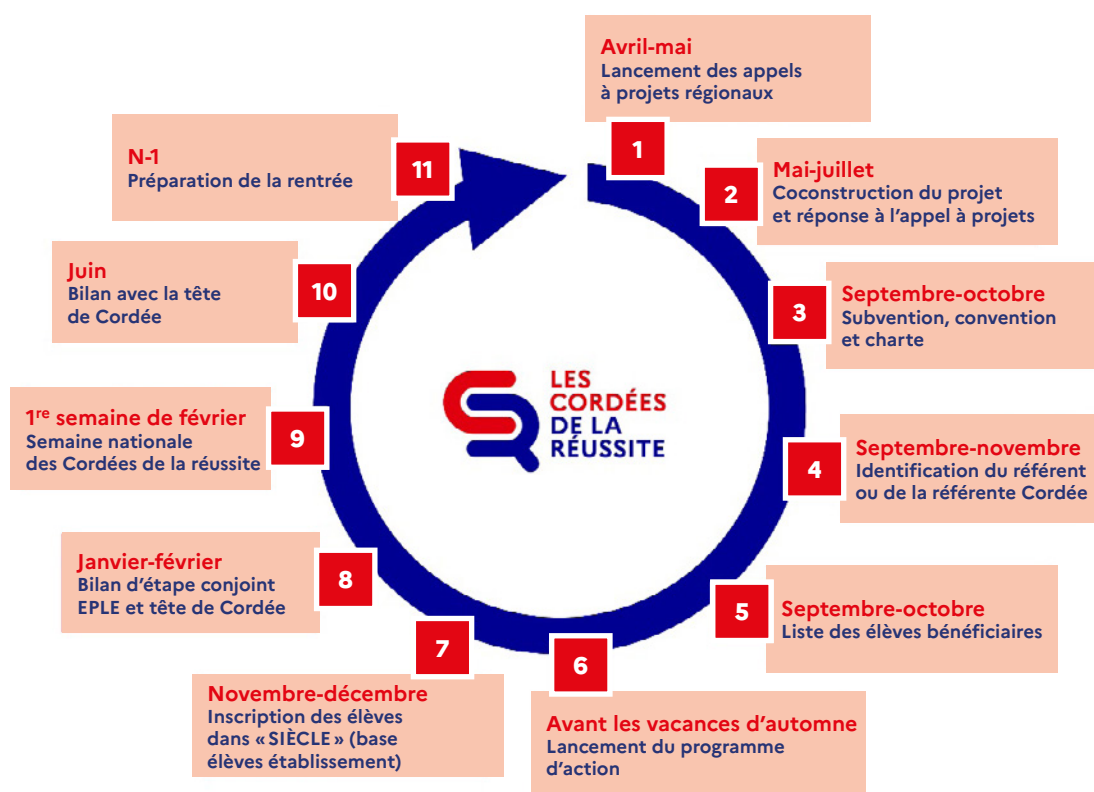 1
Avril-mai
Lancement des appels
à projets régionaux
2
Mai-juillet
Coconstruction du projet
et réponse à l'appel à projets
3
Septembre-octobre
Subvention, convention
et charte
4
Septembre-novembre
Identification du référent
ou de la référente Cordée
5
Septembre-octobre
Liste des élèves bénéficiaires
6
Avant les vacances d'automne
Lancement du programme
d'action
7
Novembre-décembre
Inscription des élèves
dans « SIÈCLE » (base
élèves établissement)
8
Janvier-février
Bilan d'étape conjoint
EPLE et tête de Cordée
9
1re semaine de février
Semaine nationale
des Cordées de la réussite
10
Juin
Bilan avec la tête
de Cordée
11
N-1
Préparation de la rentrée
LES
CORDÉES
DE LA
RÉUSSITE